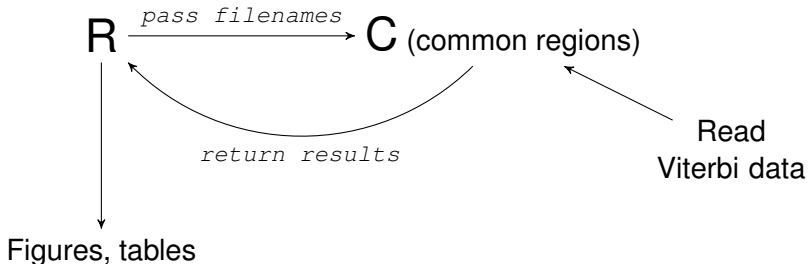 pass filenames
R
C (common regions)
return results
Read
Viterbi data
Figures, tables